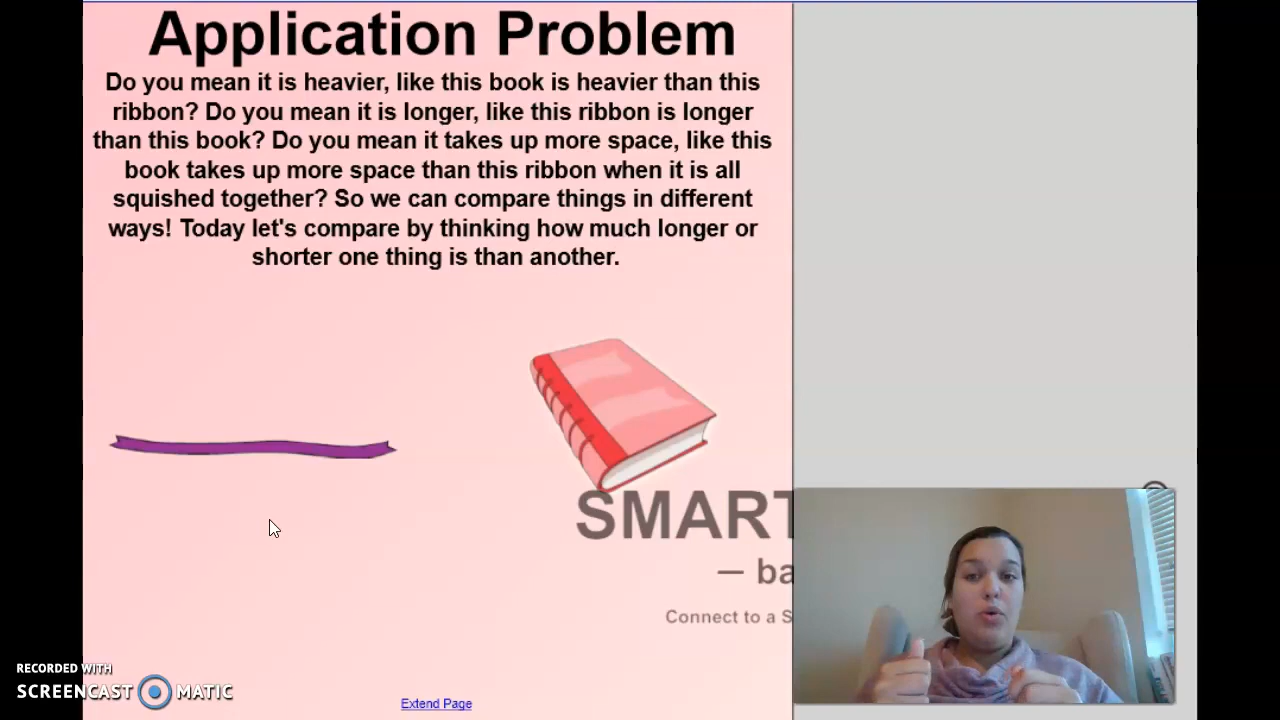 Application Problem
Do you mean it is heavier, like this book is heavier than this
ribbon? Do you mean it is longer, like this ribbon is longer
than this book? Do you mean it takes up more space, like this
book takes up more space than this ribbon when it is all
squished together? So we can compare things in different
ways! Today let's compare by thinking how much longer or
shorter one thing is than another.
SMART
— ba
Connect to a S
RECORDED WITH
SCREENCAST MATIC
Extend Page